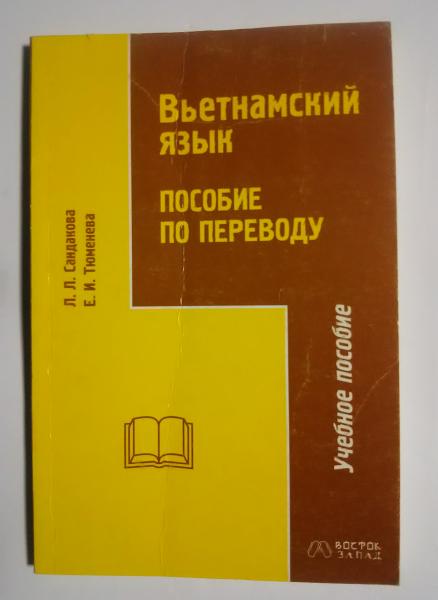 Вьетнамский
язык
ПОСОБИЕ
ПО ПЕРЕВОДУ
Л. Л. Сандакова
Е. И. Тюменева
Учебное пособие
ВОСТОК
ЗАПАД